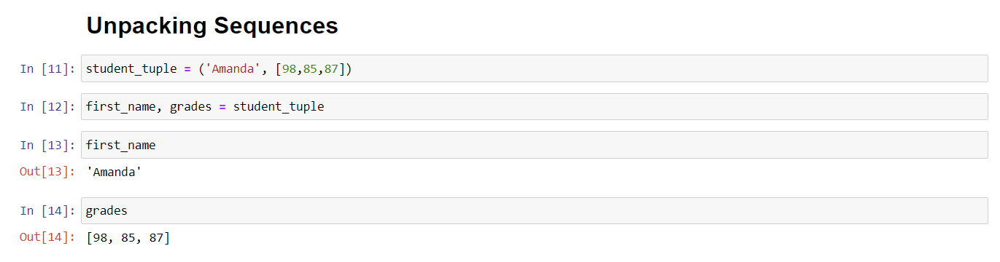 Unpacking Sequences
In [11]: student_tuple = ('Amanda', [98,85,87])
In [12]: first_name, grades = student_tuple
In [13]: first_name
Out[13]: 'Amanda'
In [14]: grades
Out[14]: [98, 85, 87]